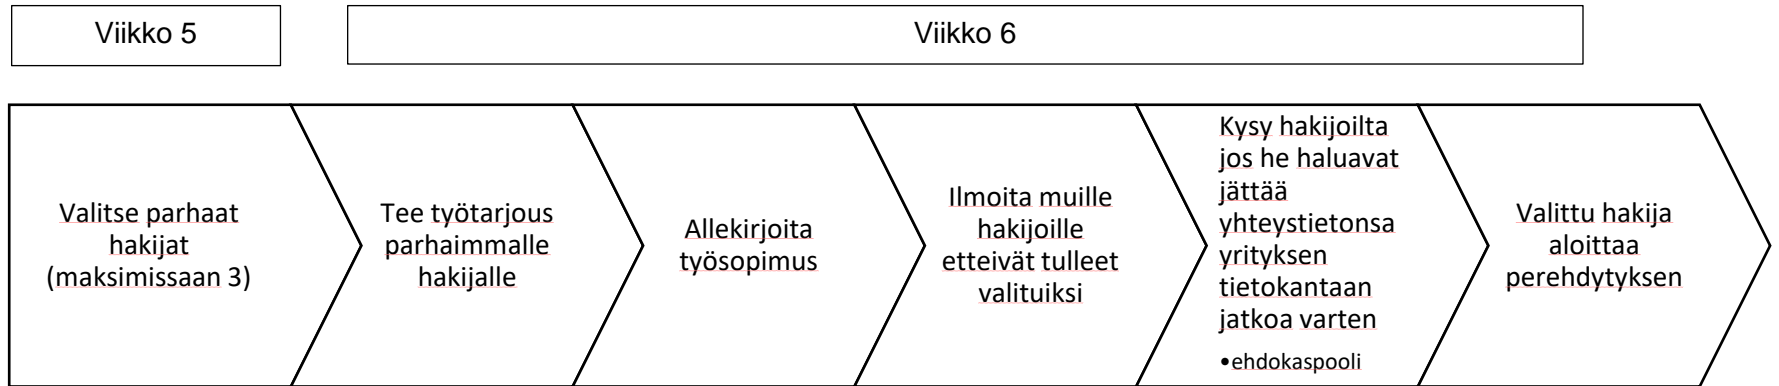 Viikko 5
Viikko 6
Valitse parhaat
hakijat
(maksimissaan 3)
Tee työtarjous
parhaimmalle
hakijalle
Allekirjoita
työsopimus
Ilmoita muille
hakijoille
etteivät tulleet
valituiksi
Kysy hakijoilta
jos he haluavat
jättää
yhteystietonsa
yrityksen
tietokantaan
jatkoa varten
•ehdokaspooli
Valittu hakija
aloittaa
perehdytyksen